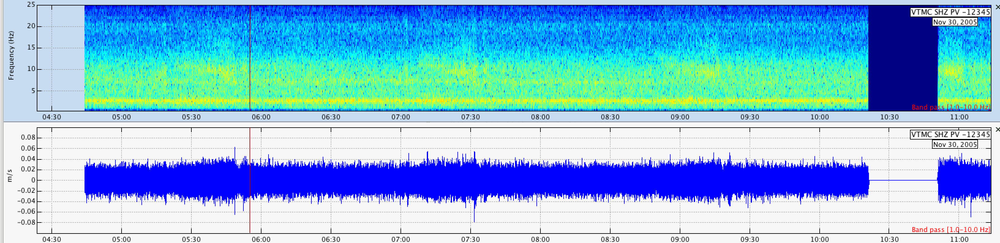 25
20
15
10
5
Frequency (Hz)
VTMC SHZ PV -12345
Nov 30, 2005
Band pass [1.0-10.0 Hz]
04:30 05:00 05:30 06:00 06:30 07:00 07:30 08:00 08:30 09:00 09:30 10:00 10:30 11:00
0.08
0.06
0.04
0.02
0
-0.02
-0.04
-0.06
-0.08
m/s
VTMC SHZ PV -12345
Nov 30, 2005
Band pass [1.0-10.0 Hz]
04:30 05:00 05:30 06:00 06:30 07:00 07:30 08:00 08:30 09:00 09:30 10:00 10:30 11:00